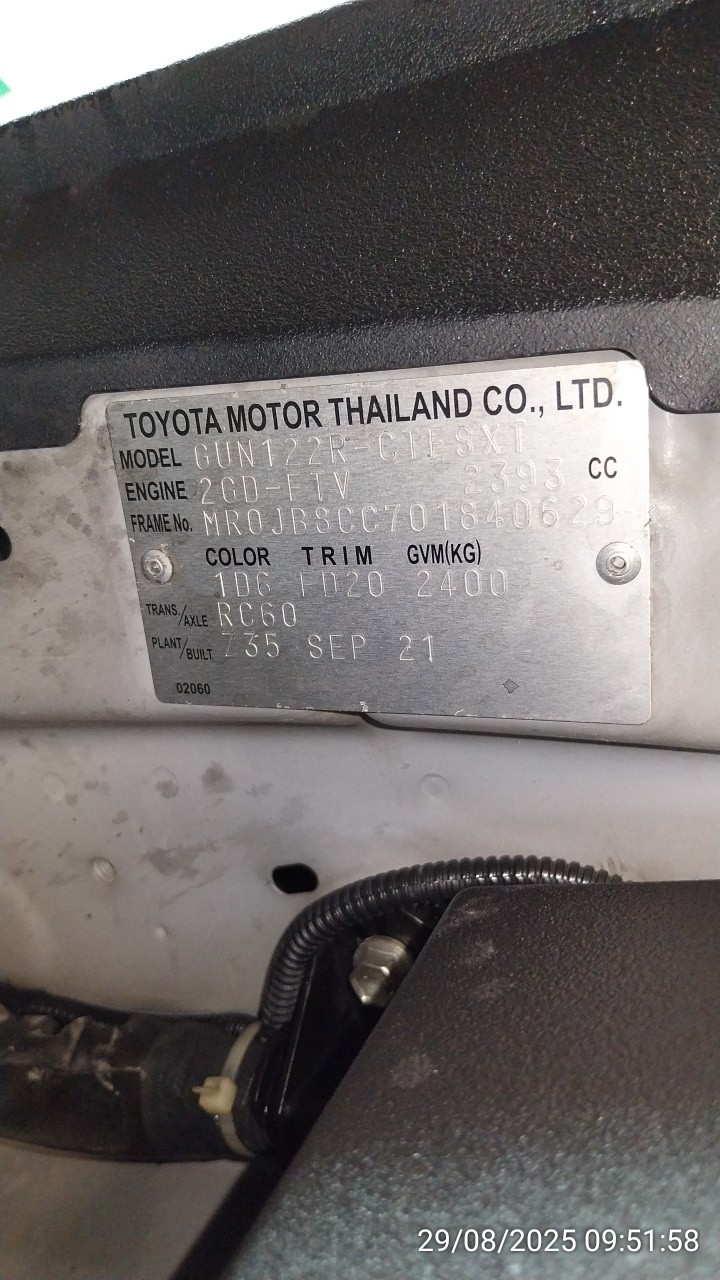 TOYOTA MOTOR THAILAND CO., LTD.
MODEL GUN122R-CTFSXT
ENGINE 2GD-FTV 2393 CC
FRAME No. MR0JB8CC701840629
COLOR TRIM GVM(KG)
1D6 FD20 2400
TRANS./AXLE RC60
PLANT/BUILT Z35 SEP 21
02060
29/08/2025 09:51:58